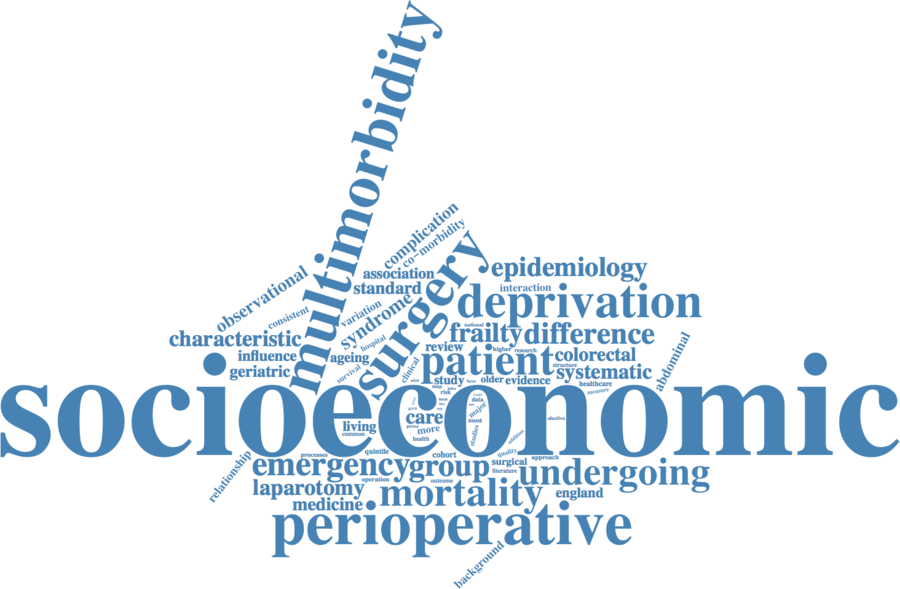 multimorbidity
complication
co-morbidity
surgery
association
epidemiology
observational
standard
interaction
consistent
variation
syndrome
deprivation
national
characteristic
frailty
difference
hospital
review
influence
ageing
patient
higher
research
colorectal
abdominal
geriatric
survival
clinical
structure
systematic
study
older
evidence
healthcare
measure
socioeconomic
risk
data
major
living
care
most
elective
common
more
health
studies
addition
relationship
processes
quintile
cohort
quality
approach
emergency
group
surgical
literature
undergoing
operation
outcome
laparotomy
mortality
england
medicine
perioperative
background